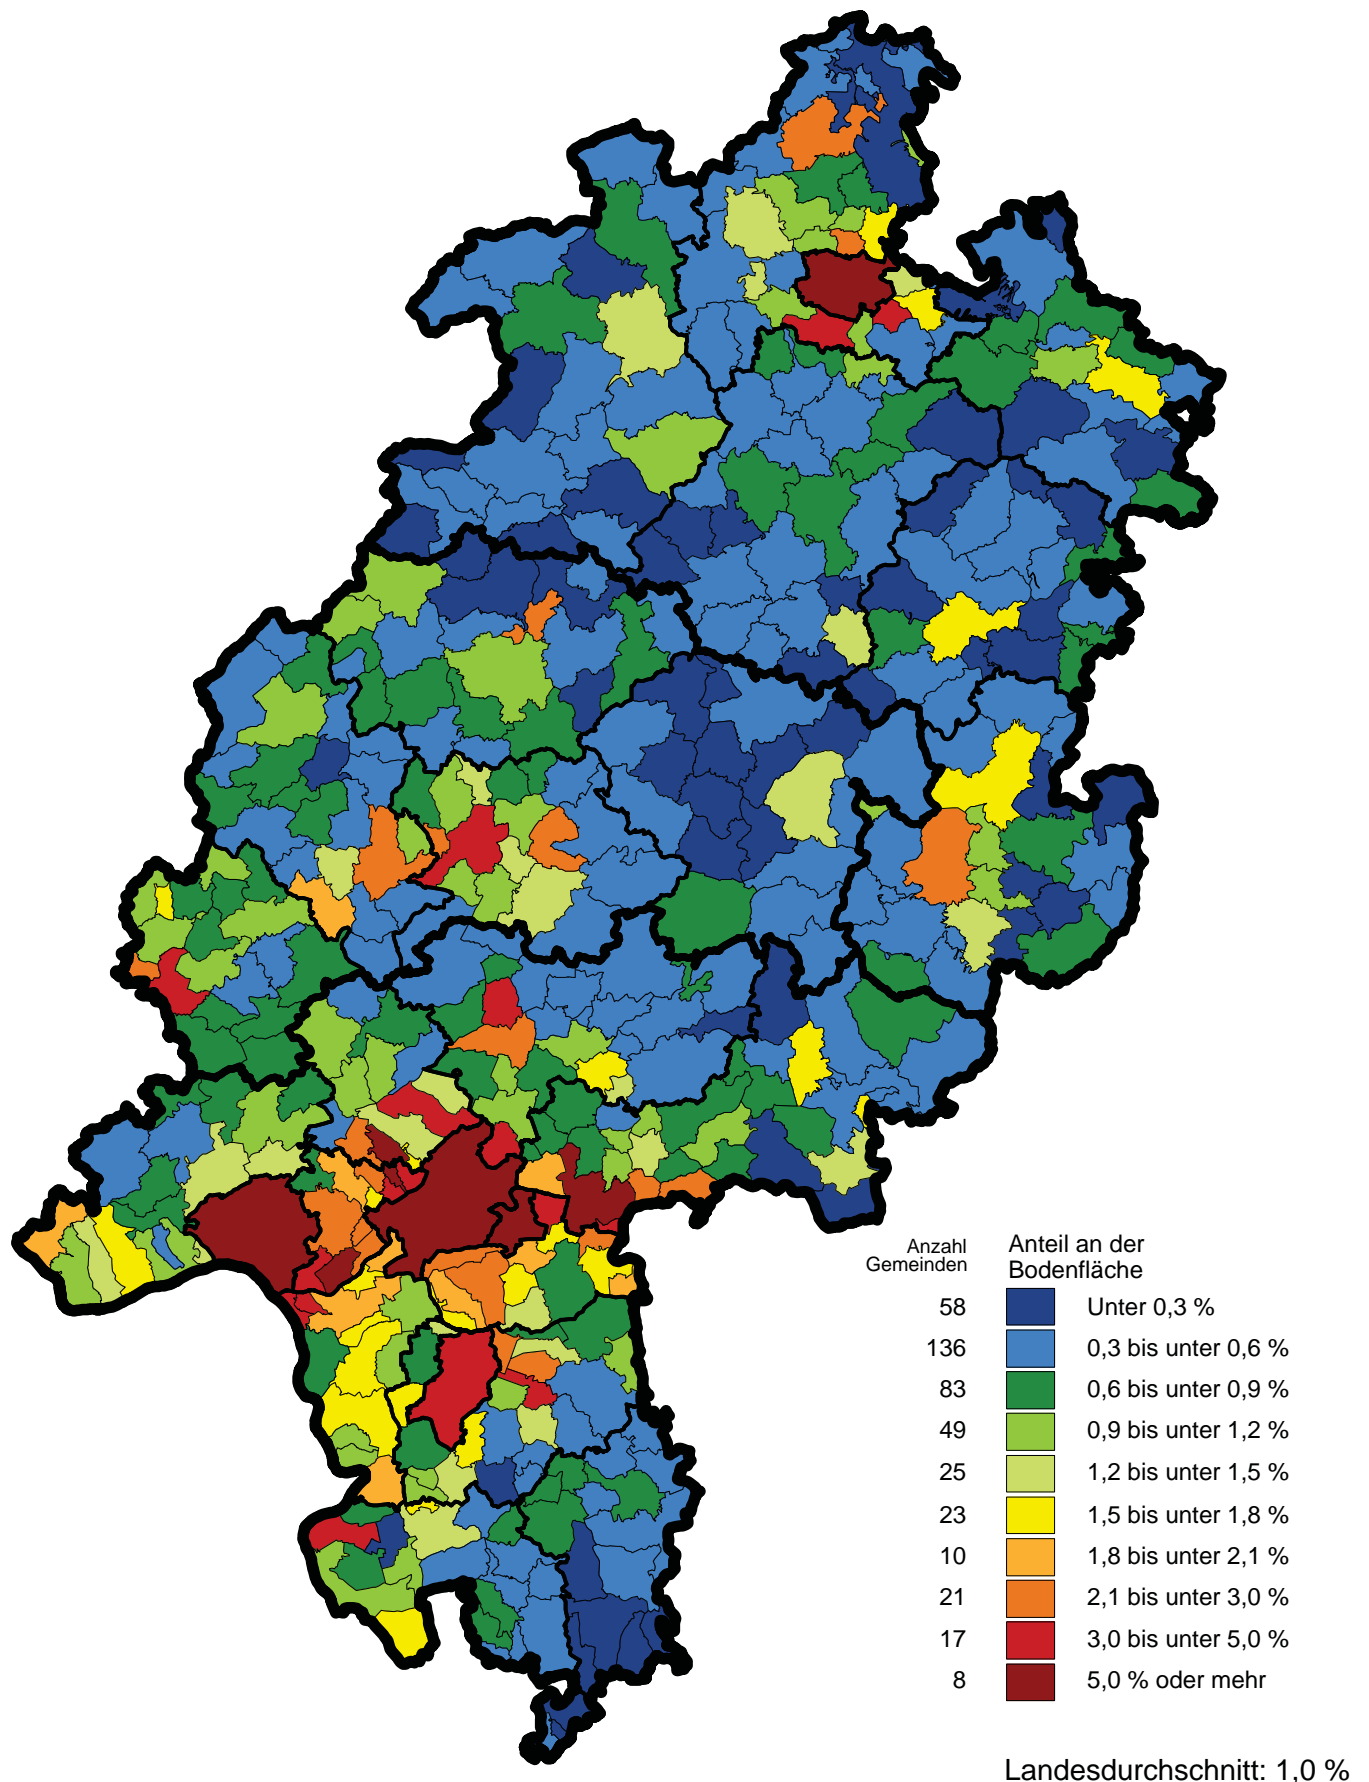 Anzahl
Gemeinden
Anteil an der
Bodenfläche
58 Unter 0,3 %
136 0,3 bis unter 0,6 %
83 0,6 bis unter 0,9 %
49 0,9 bis unter 1,2 %
25 1,2 bis unter 1,5 %
23 1,5 bis unter 1,8 %
10 1,8 bis unter 2,1 %
21 2,1 bis unter 3,0 %
17 3,0 bis unter 5,0 %
8 5,0 % oder mehr
Landesdurchschnitt: 1,0 %